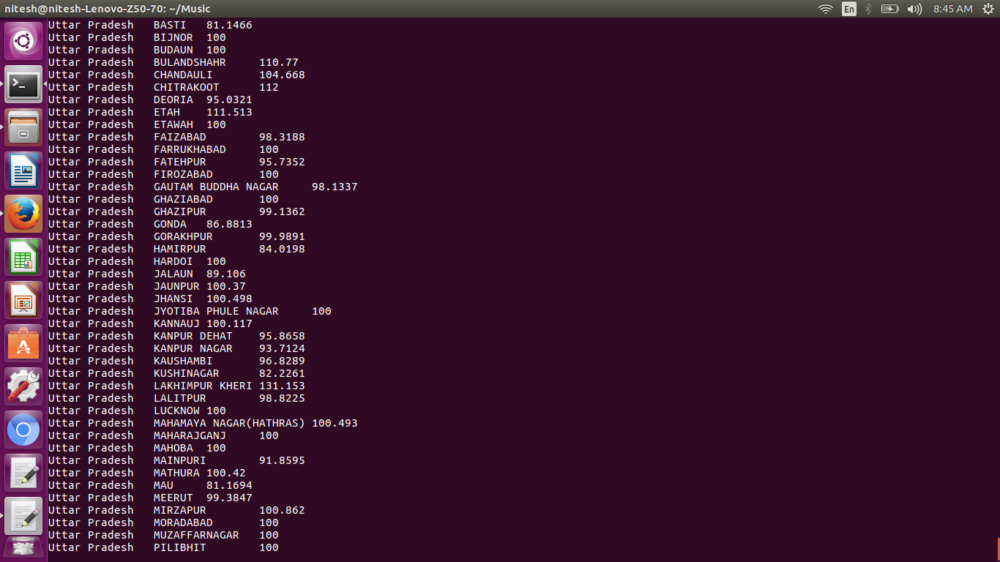 nitesh@nitesh-Lenovo-Z50-70: ~/Music En 8:45 AM
Uttar Pradesh BASTI 81.1466
Uttar Pradesh BIJNOR 100
Uttar Pradesh BUDAUN 100
Uttar Pradesh BULANDSHAHR 110.77
Uttar Pradesh CHANDAULI 104.668
Uttar Pradesh CHITRAKOOT 112
Uttar Pradesh DEORIA 95.0321
Uttar Pradesh ETAH 111.513
Uttar Pradesh ETAWAH 100
Uttar Pradesh FAIZABAD 98.3188
Uttar Pradesh FARRUKHABAD 100
Uttar Pradesh FATEHPUR 95.7352
Uttar Pradesh FIROZABAD 100
Uttar Pradesh GAUTAM BUDDHA NAGAR 98.1337
Uttar Pradesh GHAZIABAD 100
Uttar Pradesh GHAZIPUR 99.1362
Uttar Pradesh GONDA 86.8813
Uttar Pradesh GORAKHPUR 99.9891
Uttar Pradesh HAMIRPUR 84.0198
Uttar Pradesh HARDOI 100
Uttar Pradesh JALAUN 89.106
Uttar Pradesh JAUNPUR 100.37
Uttar Pradesh JHANSI 100.498
Uttar Pradesh JYOTIBA PHULE NAGAR 100
Uttar Pradesh KANNAUJ 100.117
Uttar Pradesh KANPUR DEHAT 95.8658
Uttar Pradesh KANPUR NAGAR 93.7124
Uttar Pradesh KAUSHAMBI 96.8289
Uttar Pradesh KUSHINAGAR 82.2261
Uttar Pradesh LAKHIMPUR KHERI 131.153
Uttar Pradesh LALITPUR 98.8225
Uttar Pradesh LUCKNOW 100
Uttar Pradesh MAHAMAYA NAGAR(HATHRAS) 100.493
Uttar Pradesh MAHARAJGANJ 100
Uttar Pradesh MAHOBA 100
Uttar Pradesh MAINPURI 91.8595
Uttar Pradesh MATHURA 100.42
Uttar Pradesh MAU 81.1694
Uttar Pradesh MEERUT 99.3847
Uttar Pradesh MIRZAPUR 100.862
Uttar Pradesh MORADABAD 100
Uttar Pradesh MUZAFFARNAGAR 100
Uttar Pradesh PILIBHIT 100